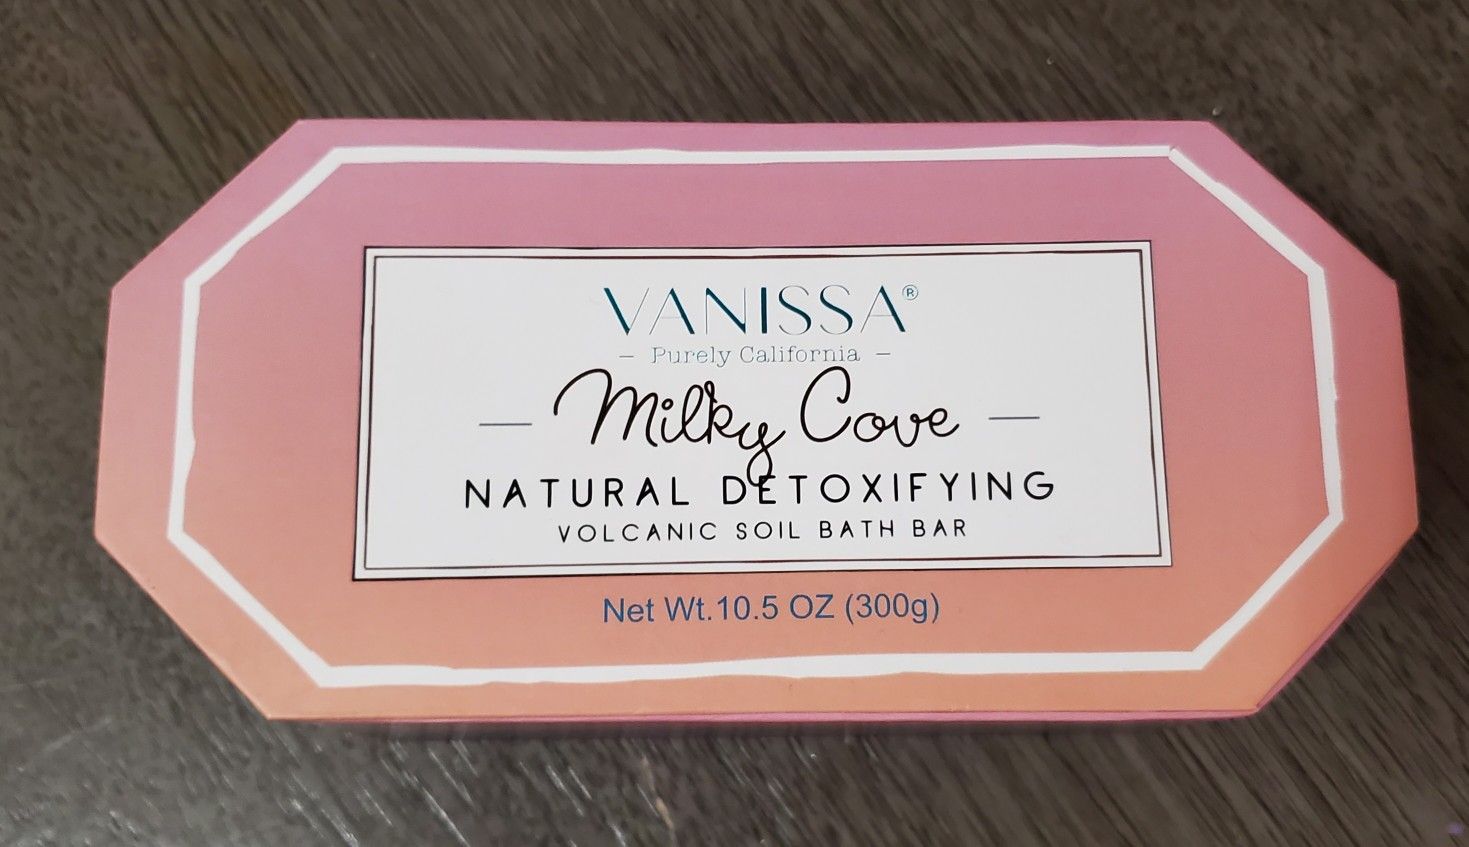 VANISSA®
– Purely California –
— Milky Cove —
NATURAL DETOXIFYING
VOLCANIC SOIL BATH BAR
Net Wt.10.5 OZ (300g)